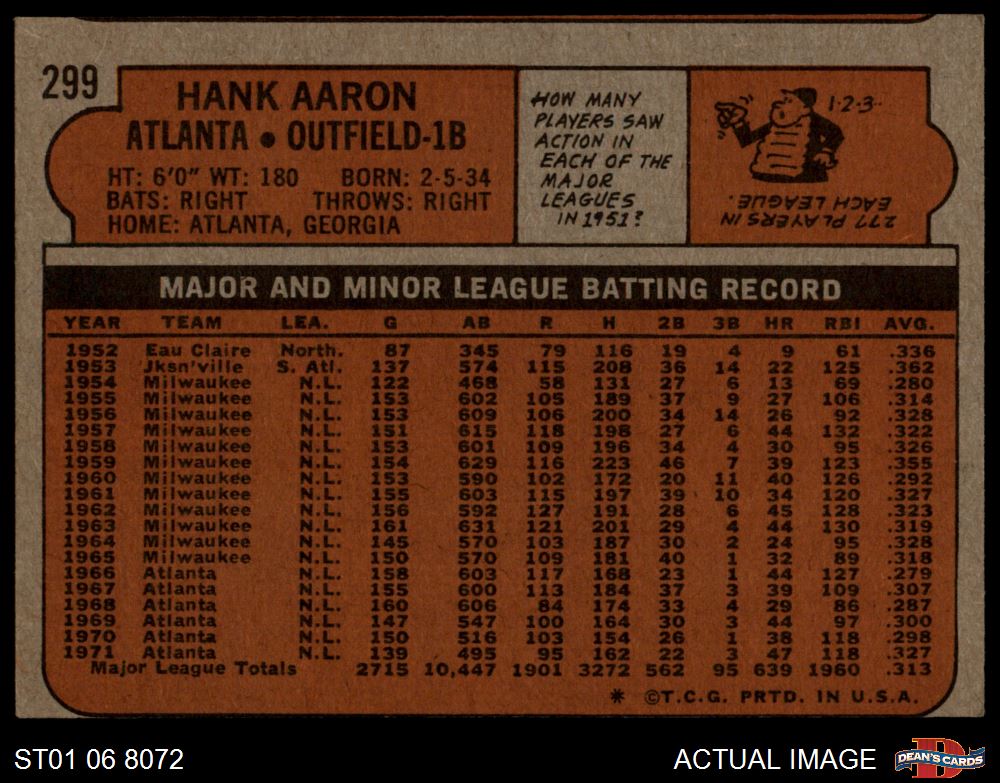 299
HANK AARON
ATLANTA • OUTFIELD-1B
HT: 6'0" WT: 180 BORN: 2-5-34
BATS: RIGHT THROWS: RIGHT
HOME: ATLANTA, GEORGIA
HOW MANY
PLAYERS SAW
ACTION IN
EACH OF THE
MAJOR
LEAGUES
IN 1951?
1-2-3..
277 PLAYERS IN
EACH LEAGUE.
MAJOR AND MINOR LEAGUE BATTING RECORD
YEAR TEAM LEA. G AB R H 2B 3B HR RBI AVG.
1952 Eau Claire North. 87 345 79 116 19 4 9 61 .336
1953 Jksn'ville S. Atl. 137 574 115 208 36 14 22 125 .362
1954 Milwaukee N.L. 122 468 58 131 27 6 13 69 .280
1955 Milwaukee N.L. 153 602 105 189 37 9 27 106 .314
1956 Milwaukee N.L. 153 609 106 200 34 14 26 92 .328
1957 Milwaukee N.L. 151 615 118 198 27 6 44 132 .322
1958 Milwaukee N.L. 153 601 109 196 34 4 30 95 .326
1959 Milwaukee N.L. 154 629 116 223 46 7 39 123 .355
1960 Milwaukee N.L. 153 590 102 172 20 11 40 126 .292
1961 Milwaukee N.L. 155 603 115 197 39 10 34 120 .327
1962 Milwaukee N.L. 156 592 127 191 28 6 45 128 .323
1963 Milwaukee N.L. 161 631 121 201 29 4 44 130 .319
1964 Milwaukee N.L. 145 570 103 187 30 2 24 95 .328
1965 Milwaukee N.L. 150 570 109 181 40 1 32 89 .318
1966 Atlanta N.L. 158 603 117 168 23 1 44 127 .279
1967 Atlanta N.L. 155 600 113 184 37 3 39 109 .307
1968 Atlanta N.L. 160 606 84 174 33 4 29 86 .287
1969 Atlanta N.L. 147 547 100 164 30 3 44 97 .300
1970 Atlanta N.L. 150 516 103 154 26 1 38 118 .298
1971 Atlanta N.L. 139 495 95 162 22 3 47 118 .327
Major League Totals 2715 10,447 1901 3272 562 95 639 1960 .313
* ©T.C.G. PRTD. IN U.S.A.
ST01 06 8072
ACTUAL IMAGE
D
DEAN'S CARDS